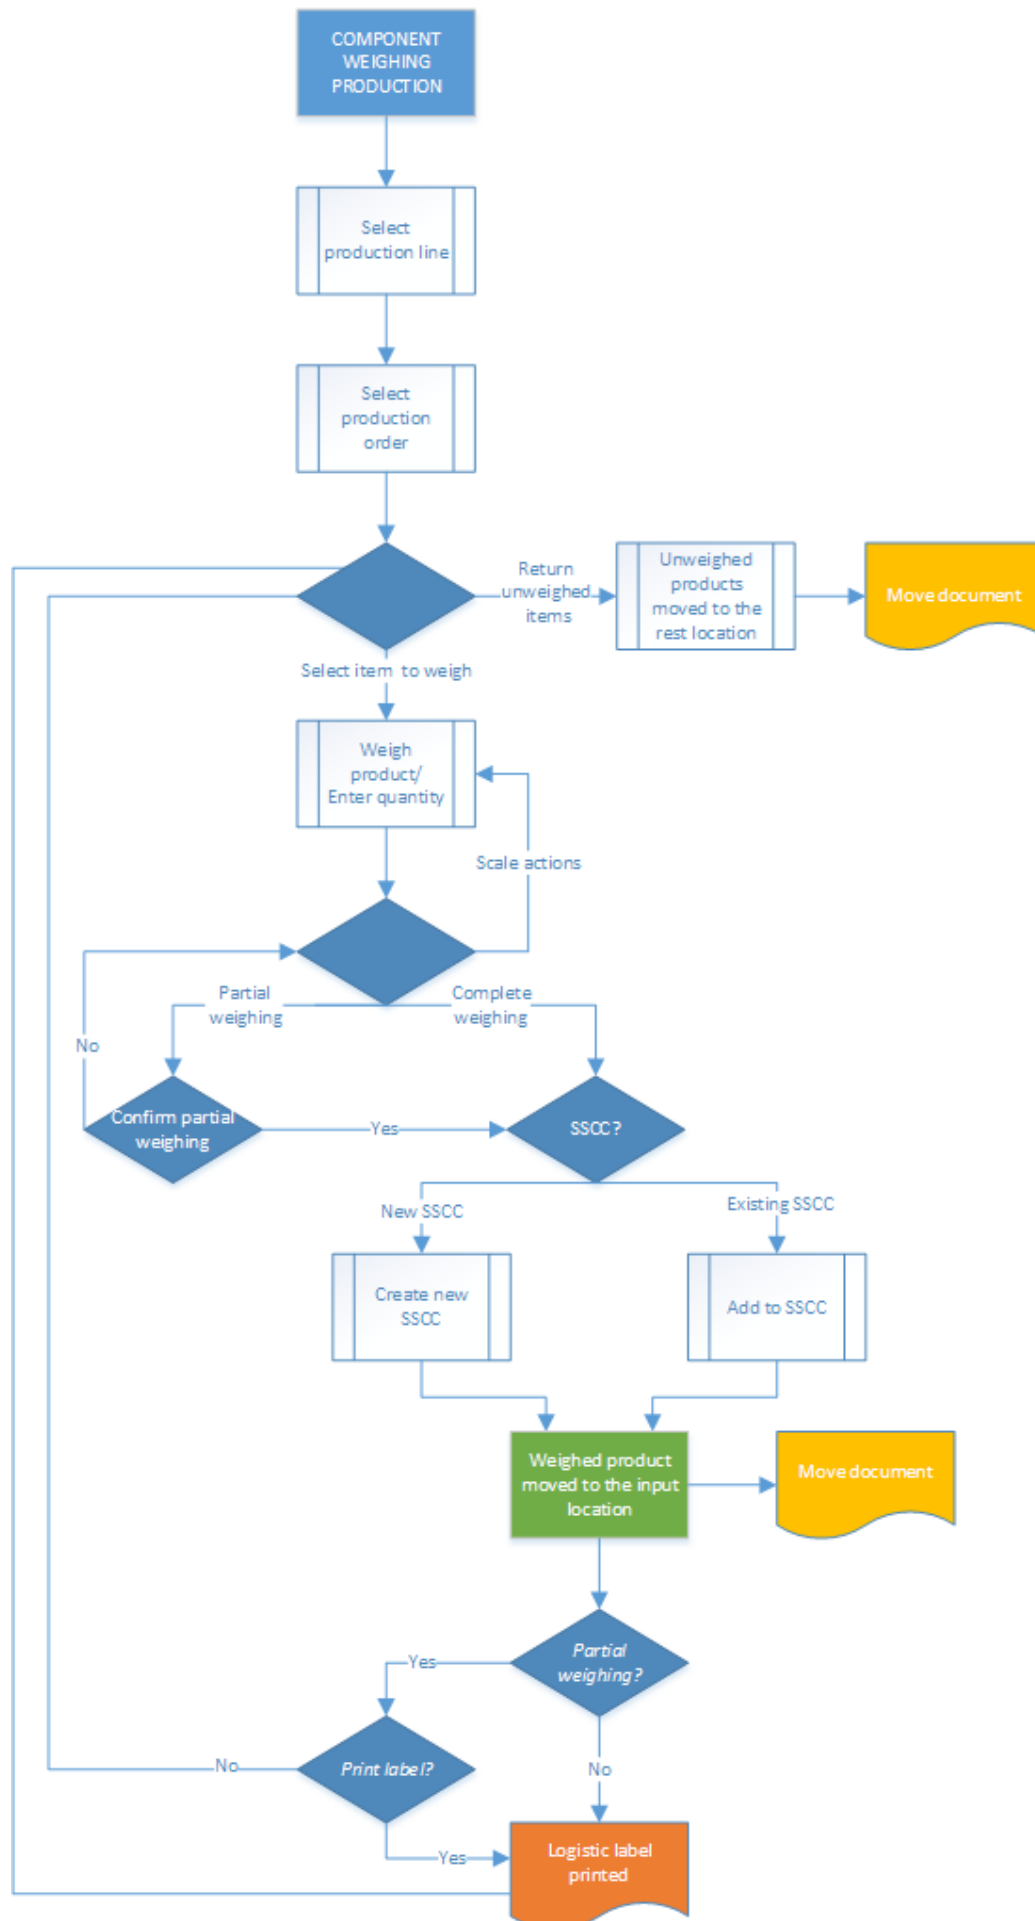 COMPONENT
WEIGHING
PRODUCTION
Select
production line
Select
production
order
Return
unweighed
items
Unweighed
products
moved to the
rest location
Move document
Select item to weigh
Weigh
product/
Enter quantity
Scale actions
Partial
weighing
Complete
weighing
No
Confirm partial
weighing
Yes
SSCC?
New SSCC
Existing SSCC
Create new
SSCC
Add to SSCC
Weighed product
moved to the input
location
Move document
Partial
weighing?
Yes
No
Print label?
No
Yes
Logistic label
printed